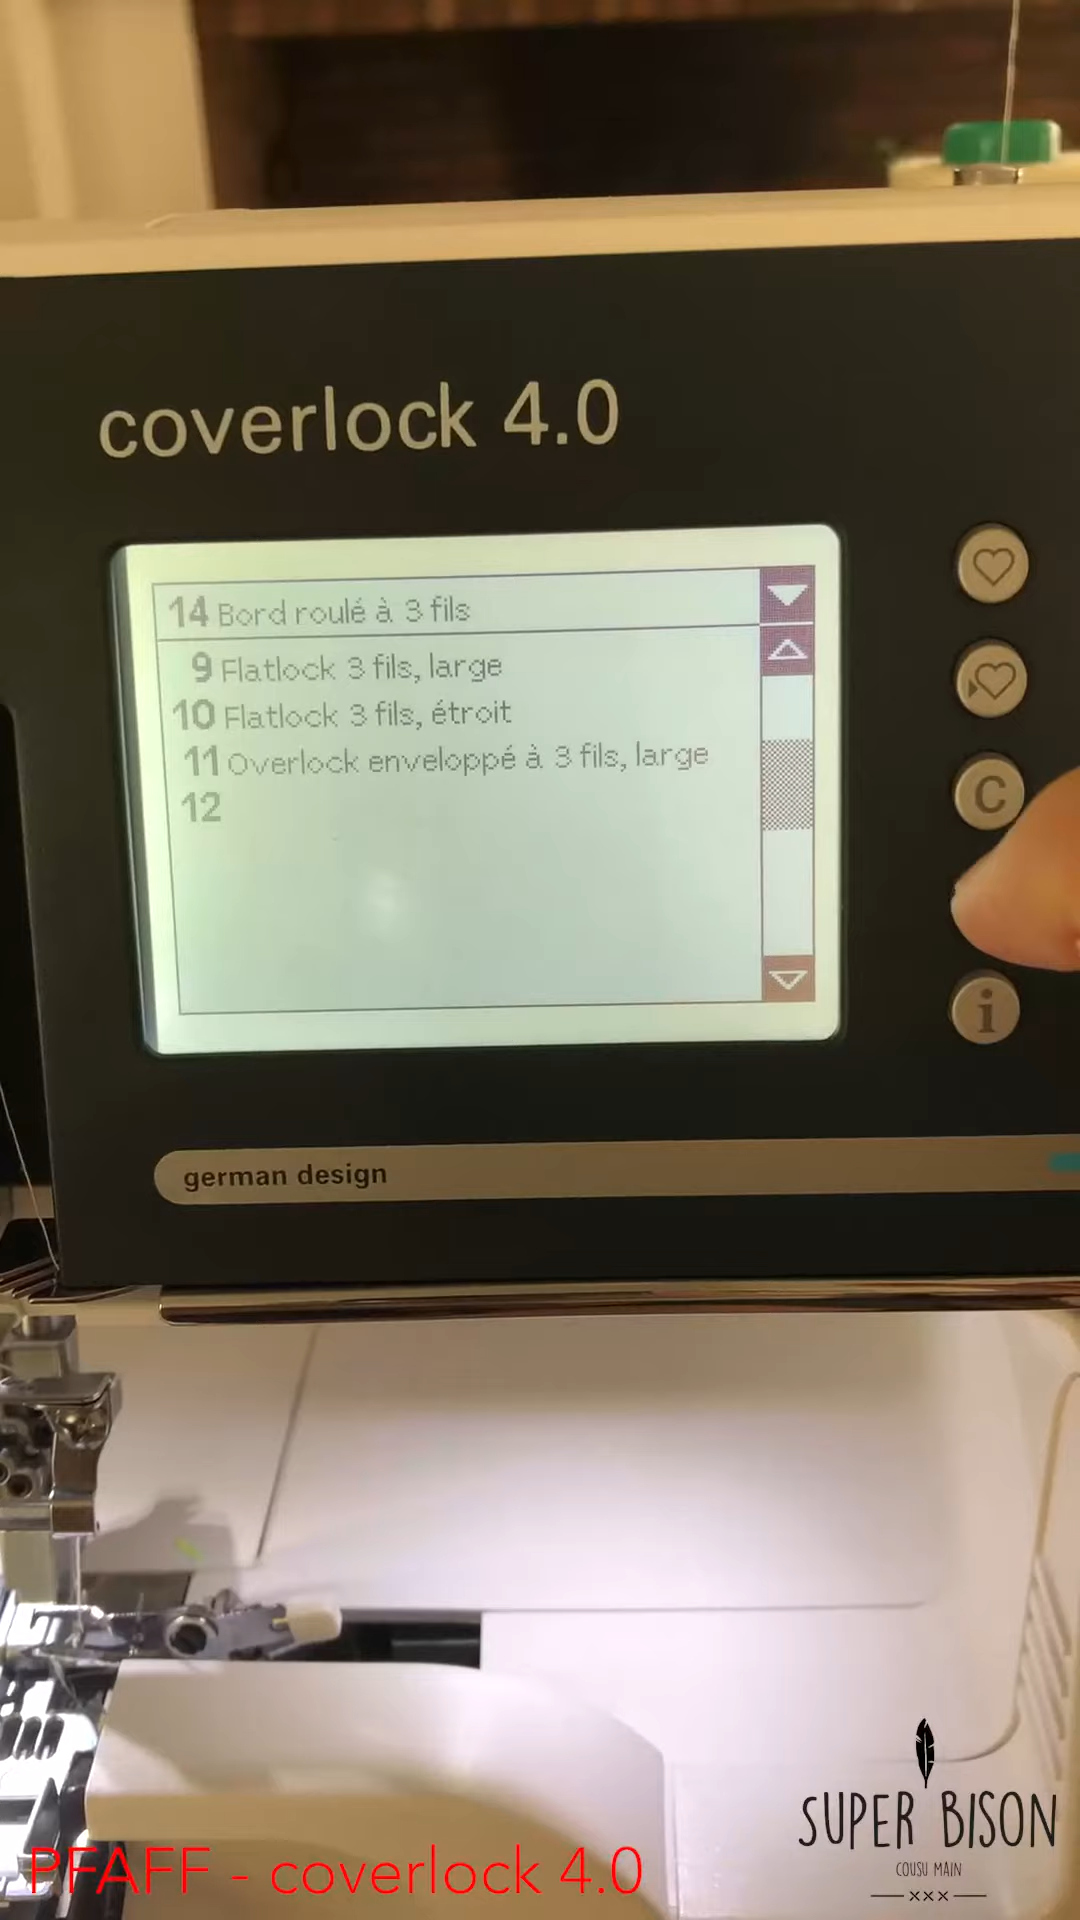 coverlock 4.0
14 Bord roulé à 3 fils
9 Flatlock 3 fils, large
10 Flatlock 3 fils, étroit
11 Overlock enveloppé à 3 fils, large
12
C
i
german design
SUPER BISON
COUSU MAIN
xxx
PFAFF - coverlock 4.0